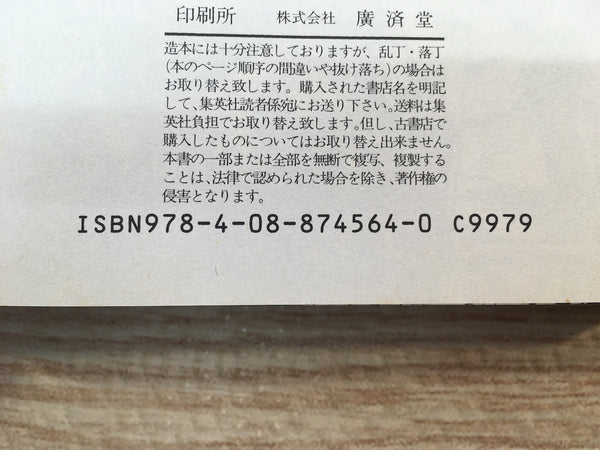 印刷所　株式会社　廣済堂
造本には十分注意しておりますが、乱丁・落丁
(本のページ順序の間違いや抜け落ち)の場合は
お取り替え致します。購入された書店名を明記
して、集英社読者係宛にお送り下さい。送料は集
英社負担でお取り替え致します。但し、古書店で
購入したものについてはお取り替え出来ません。
本書の一部または全部を無断で複写、複製する
ことは、法律で認められた場合を除き、著作権の
侵害となります。
ISBN978-4-08-874564-0 C9979